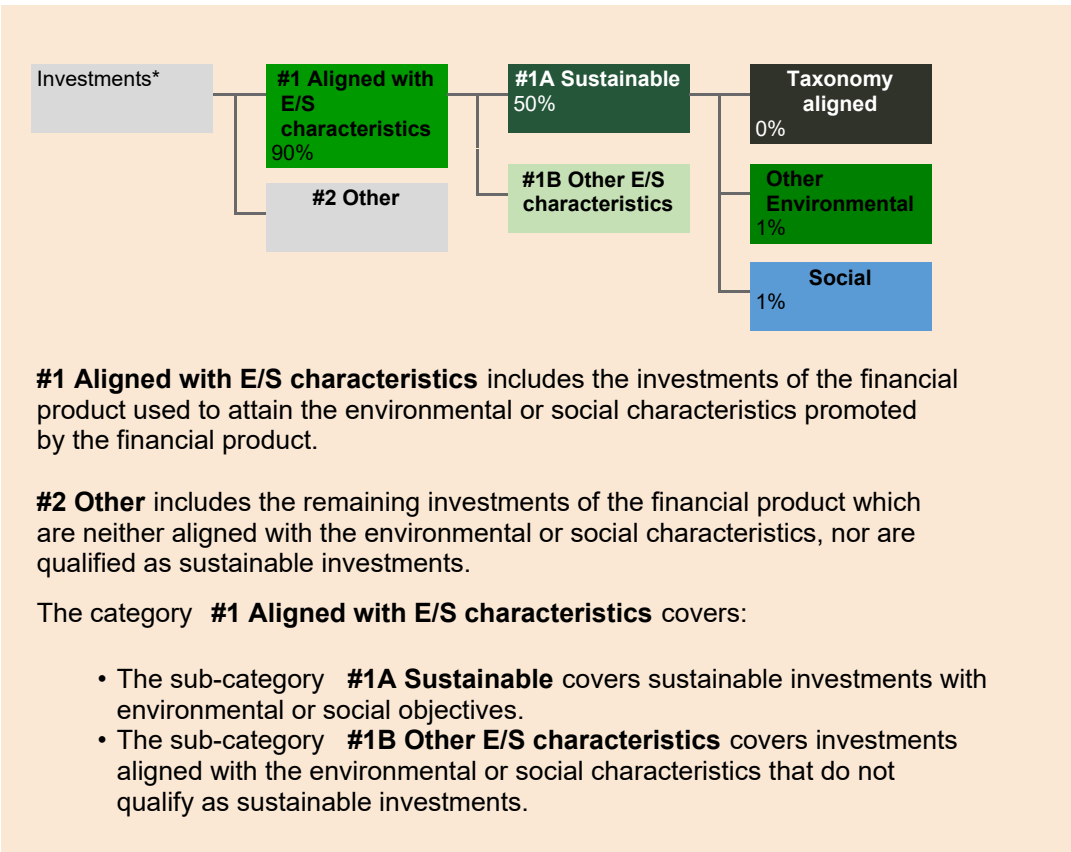 Investments*
#1 Aligned with
E/S
characteristics
90%
#2 Other
#1A Sustainable
50%
#1B Other E/S
characteristics
Taxonomy
aligned
0%
Other
Environmental
1%
Social
1%
#1 Aligned with E/S characteristics includes the investments of the financial
product used to attain the environmental or social characteristics promoted
by the financial product.
#2 Other includes the remaining investments of the financial product which
are neither aligned with the environmental or social characteristics, nor are
qualified as sustainable investments.
The category #1 Aligned with E/S characteristics covers:
• The sub-category #1A Sustainable covers sustainable investments with
environmental or social objectives.
• The sub-category #1B Other E/S characteristics covers investments
aligned with the environmental or social characteristics that do not
qualify as sustainable investments.